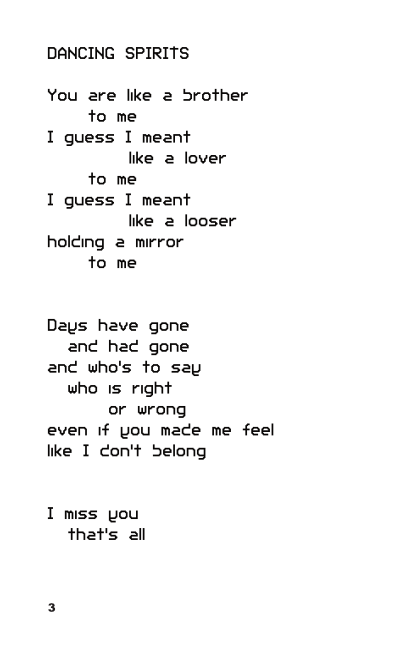 DANCING SPIRITS
You are like a brother
to me
I guess I meant
like a lover
to me
I guess I meant
like a looser
holding a mirror
to me
Days have gone
and had gone
and who's to say
who is right
or wrong
even if you made me feel
like I don't belong
I miss you
that's all
3